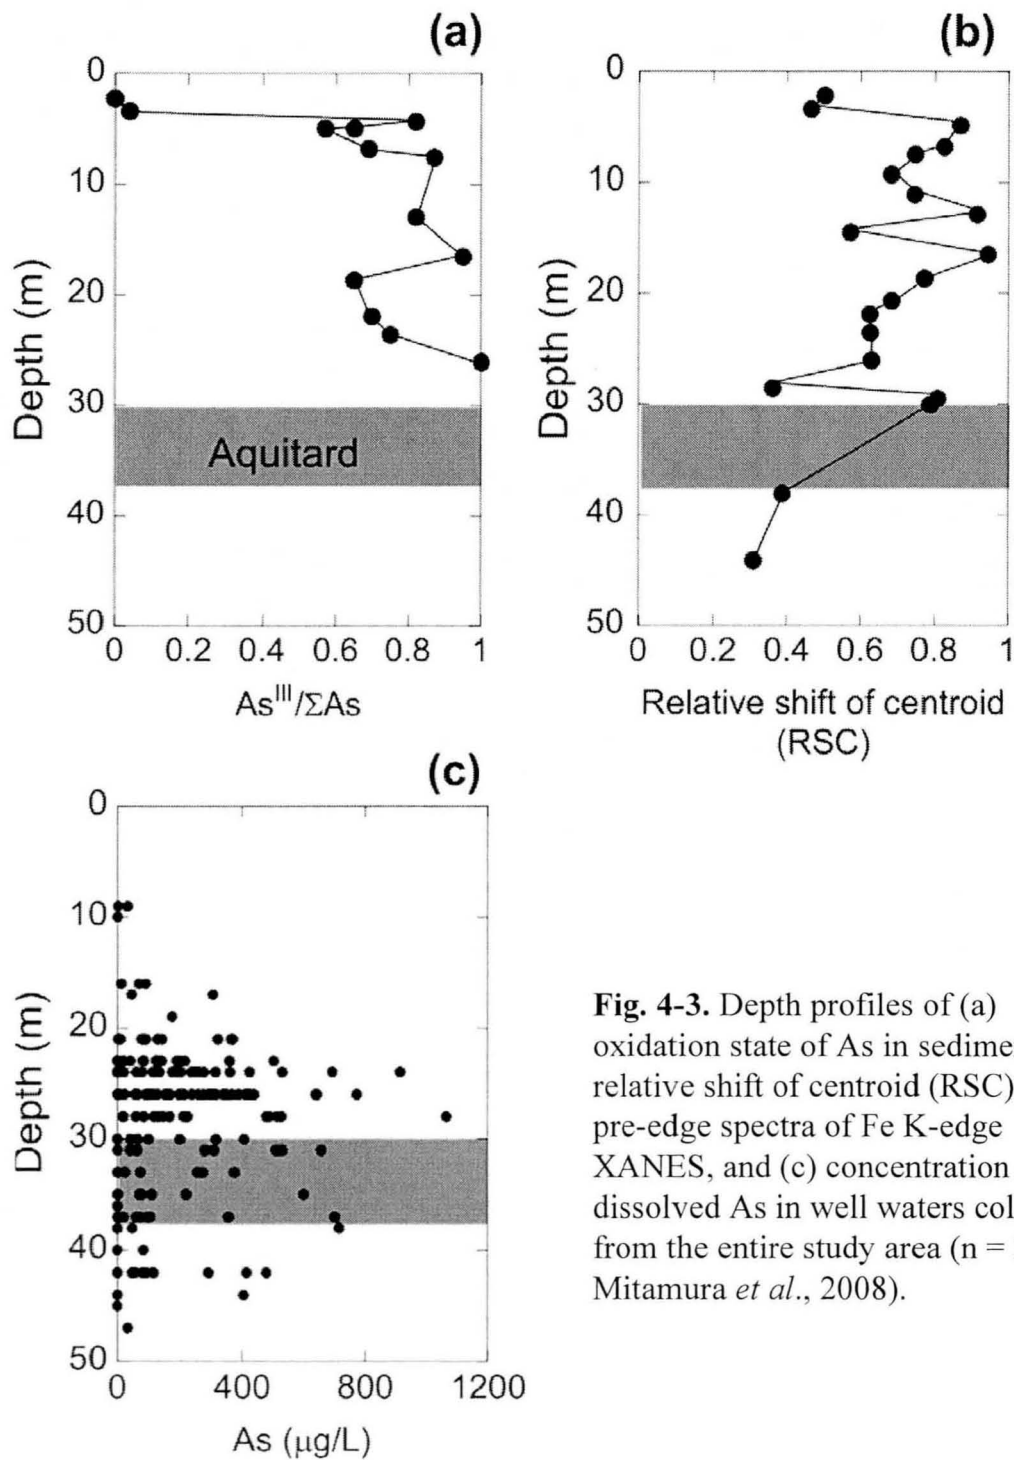 (a)
0
10
20
30
40
50
Depth (m)
Aquitard
0 0.2 0.4 0.6 0.8 1
As^III/ΣAs
(b)
0
10
20
30
40
50
Depth (m)
0 0.2 0.4 0.6 0.8 1
Relative shift of centroid
(RSC)
(c)
0
10
20
30
40
50
Depth (m)
0 400 800 1200
As (μg/L)
Fig. 4-3. Depth profiles of (a)
oxidation state of As in sedime
relative shift of centroid (RSC)
pre-edge spectra of Fe K-edge
XANES, and (c) concentration
dissolved As in well waters col
from the entire study area (n =
Mitamura et al., 2008).